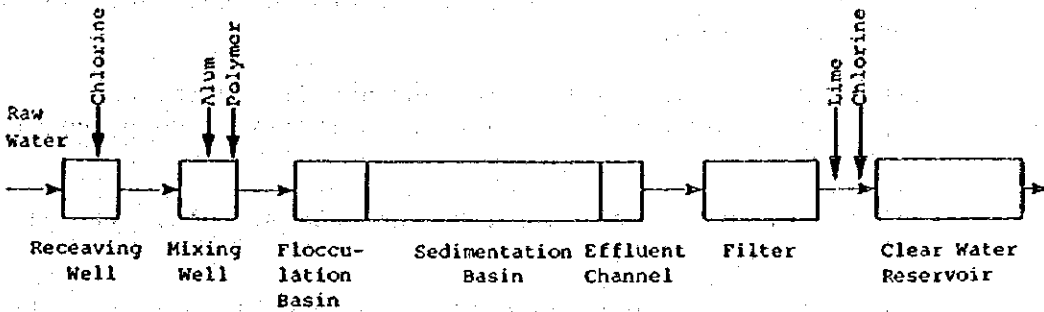 Chlorine
Alum
Polymer
Lime
Chlorine
Raw
Water
Receaving
Well
Mixing
Well
Floccu-
lation
Basin
Sedimentation
Basin
Effluent
Channel
Filter
Clear Water
Reservoir